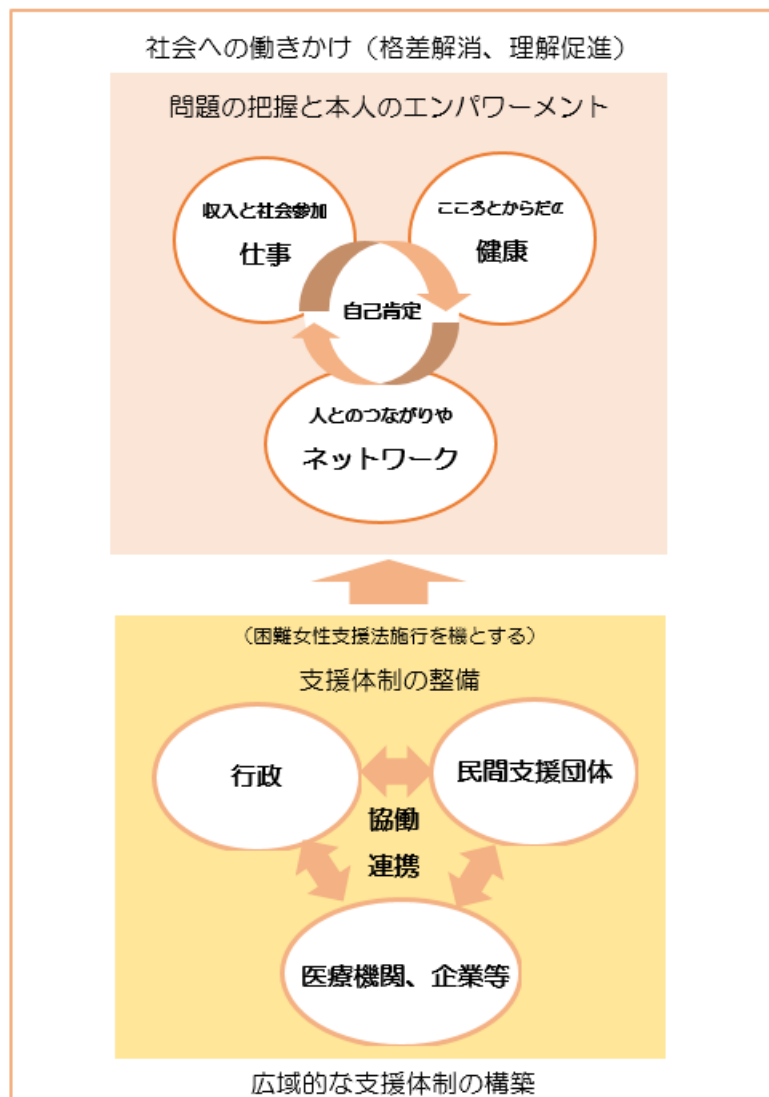 社会への働きかけ（格差解消、理解促進）
問題の把握と本人のエンパワーメント
収入と社会参加
仕事
こころとからだの
健康
自己肯定
人とのつながりや
ネットワーク
（困難女性支援法施行を機とする）
支援体制の整備
行政
民間支援団体
協働
連携
医療機関、企業等
広域的な支援体制の構築